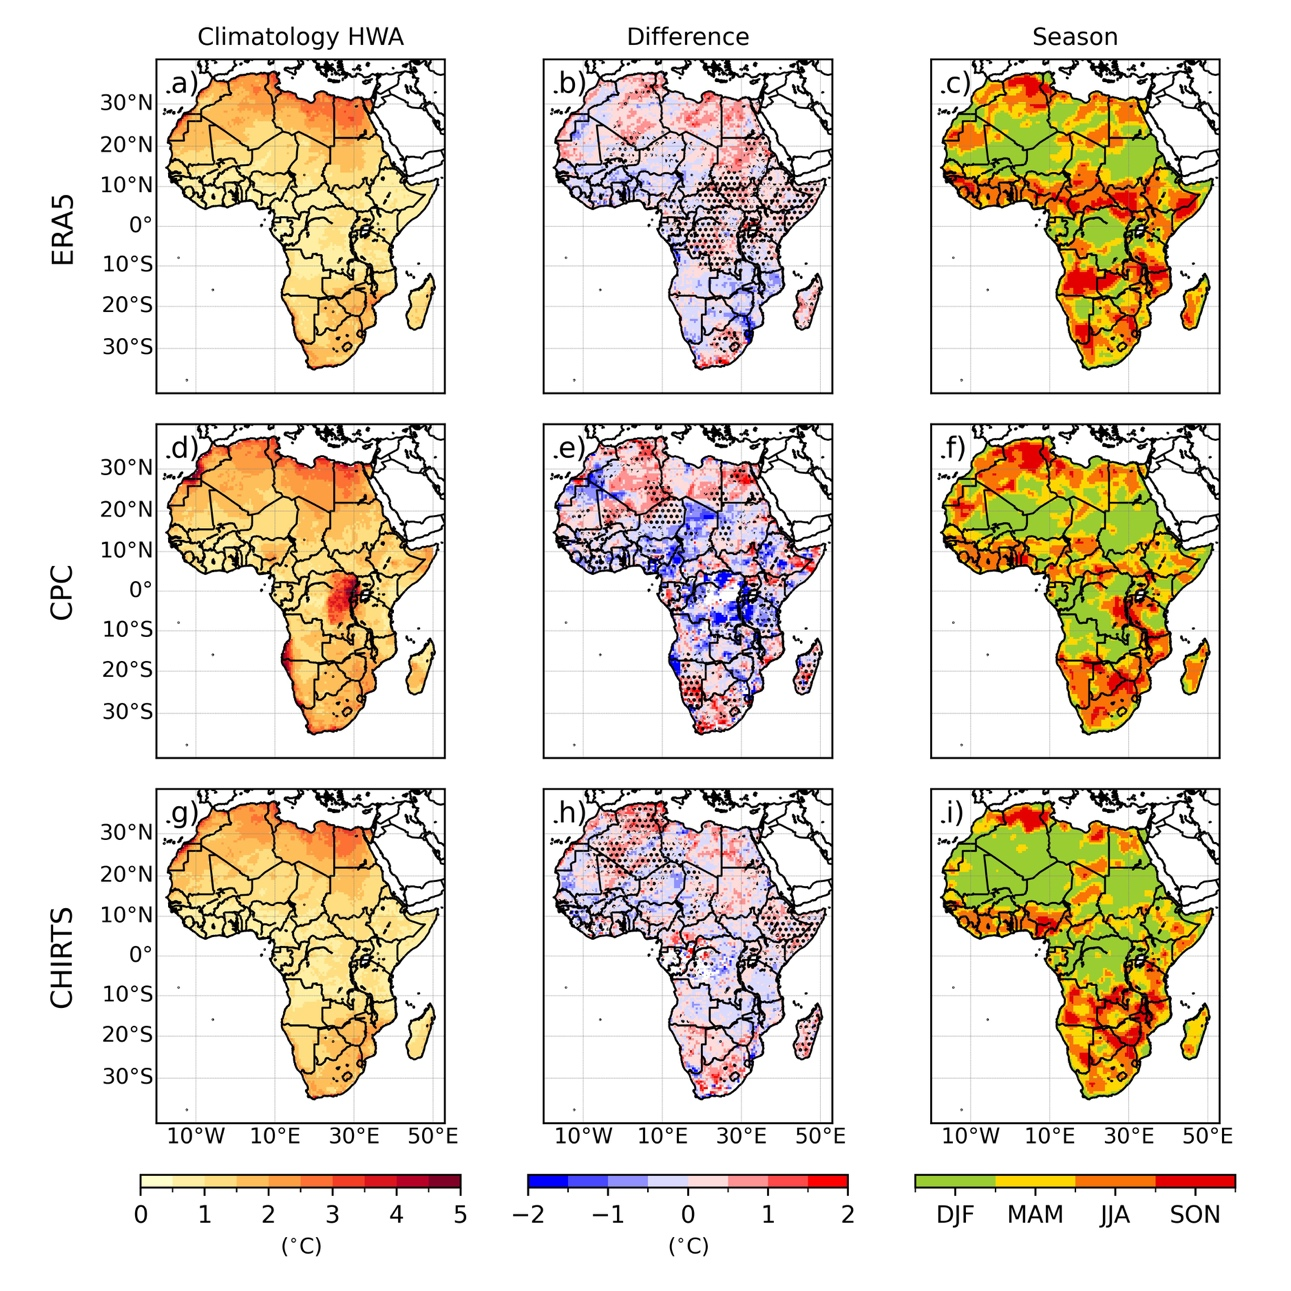 Climatology HWA Difference Season
a) b) c)
30°N
20°N
10°N
0°
10°S
20°S
30°S
ERA5
d) e) f)
30°N
20°N
10°N
0°
10°S
20°S
30°S
CPC
g) h) i)
30°N
20°N
10°N
0°
10°S
20°S
30°S
CHIRTS
10°W 10°E 30°E 50°E 10°W 10°E 30°E 50°E 10°W 10°E 30°E 50°E
0 1 2 3 4 5 −2 −1 0 1 2 DJF MAM JJA SON
(°C) (°C)